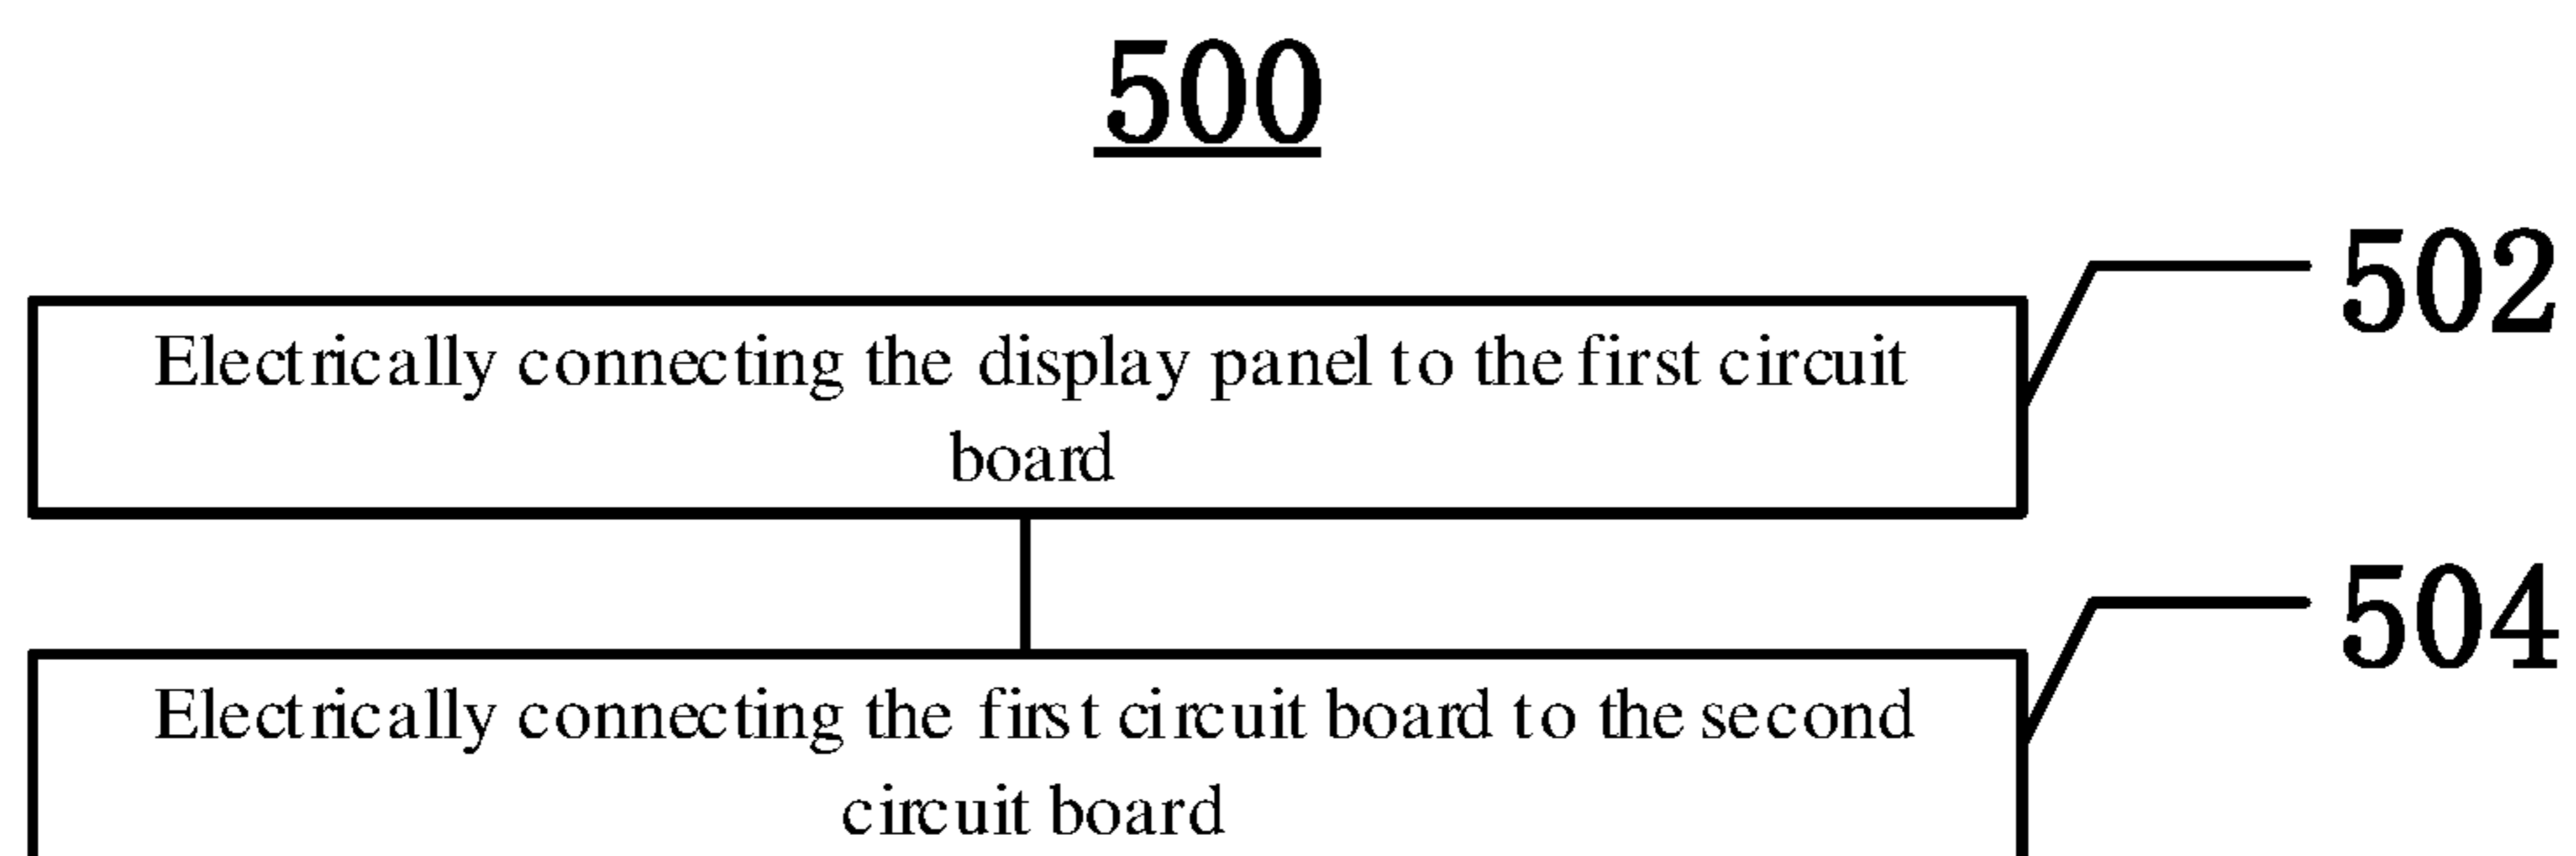 500
502
Electrically connecting the display panel to the first circuit
board
504
Electrically connecting the first circuit board to the second
circuit board